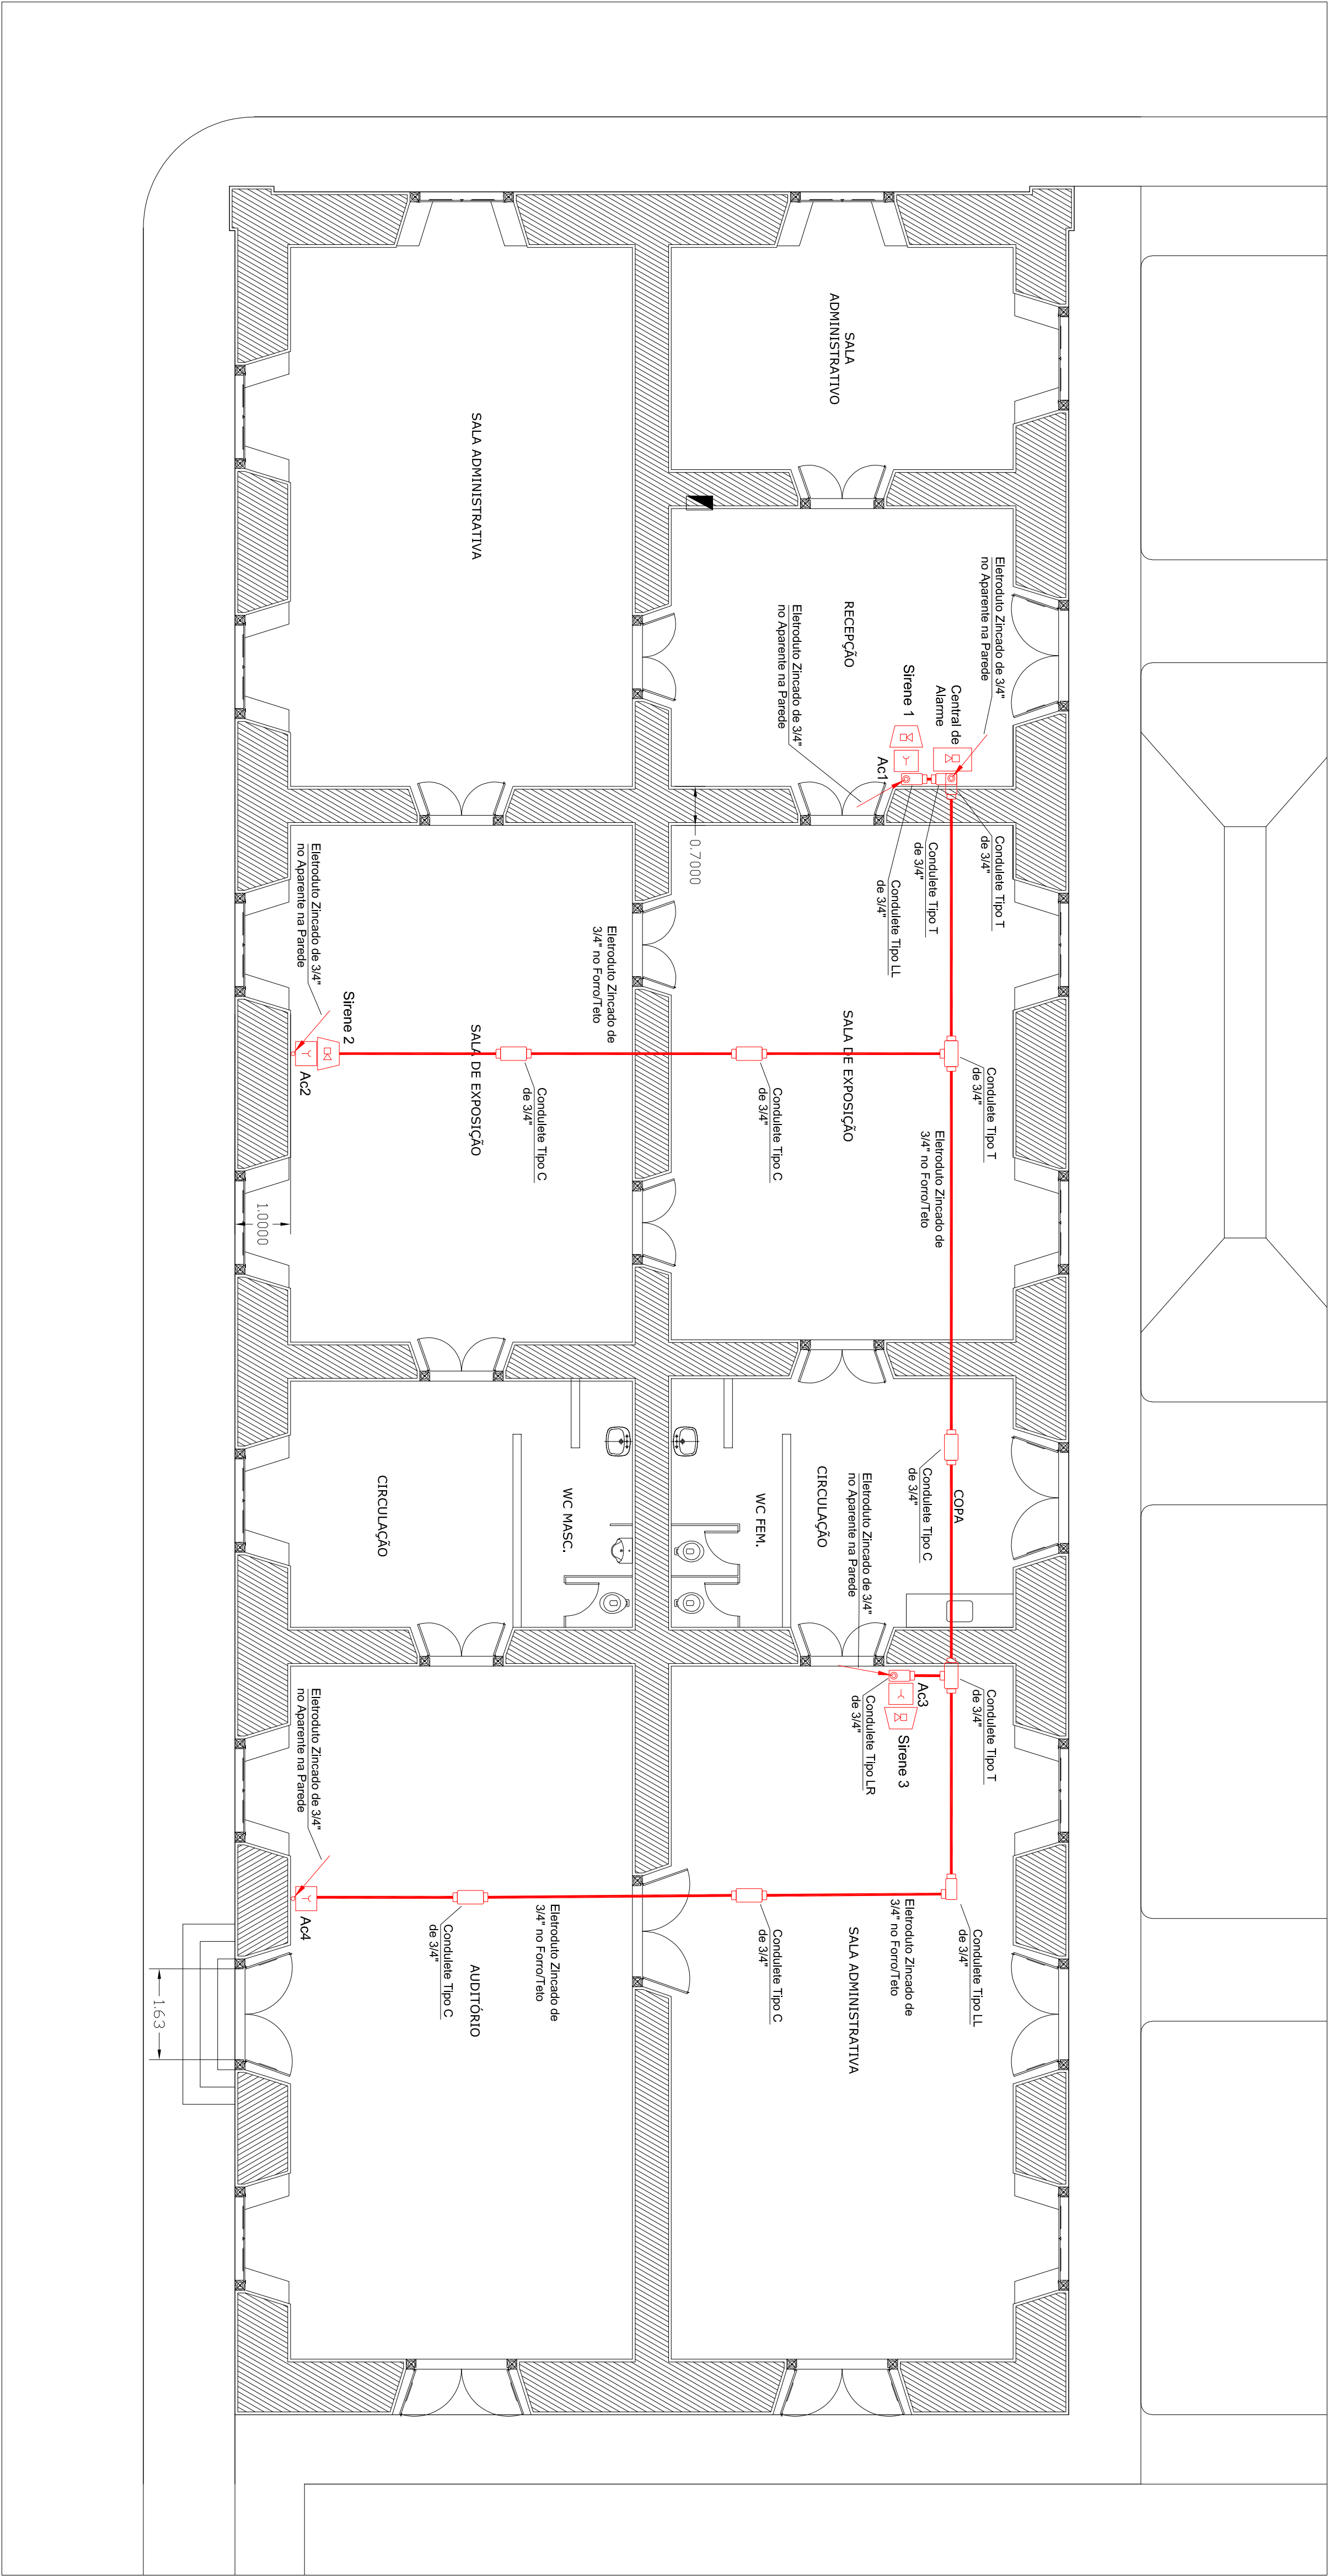 SALA
ADMINISTRATIVO
SALA ADMINISTRATIVA
Eletroduto Zincado de 3/4"
no Aparente na Parede
RECEPÇÃO
Eletroduto Zincado de 3/4"
no Aparente na Parede
Sirene 1
Central de
Alarme
Ac1
Condulete Tipo T
de 3/4"
Condulete Tipo T
de 3/4"
Condulete Tipo LL
de 3/4"
0.7000
Eletroduto Zincado de 3/4"
no Aparente na Parede
Eletroduto Zincado de
3/4" no Forro/Teto
Sirene 2
Ac2
SALA DE EXPOSIÇÃO
SALA DE EXPOSIÇÃO
Condulete Tipo T
de 3/4"
Condulete Tipo C
de 3/4"
Condulete Tipo C
de 3/4"
Eletroduto Zincado de
3/4" no Forro/Teto
1.0000
CIRCULAÇÃO
WC MASC.
WC FEM.
CIRCULAÇÃO
Eletroduto Zincado de 3/4"
no Aparente na Parede
Condulete Tipo C
de 3/4"
COPA
Ac3
Condulete Tipo T
de 3/4"
Condulete Tipo LR
de 3/4"
Sirene 3
Eletroduto Zincado de 3/4"
no Aparente na Parede
Ac4
Eletroduto Zincado de
3/4" no Forro/Teto
Eletroduto Zincado de
3/4" no Forro/Teto
Condulete Tipo LL
de 3/4"
Condulete Tipo C
de 3/4"
Condulete Tipo C
de 3/4"
SALA ADMINISTRATIVA
AUDITÓRIO
1.63